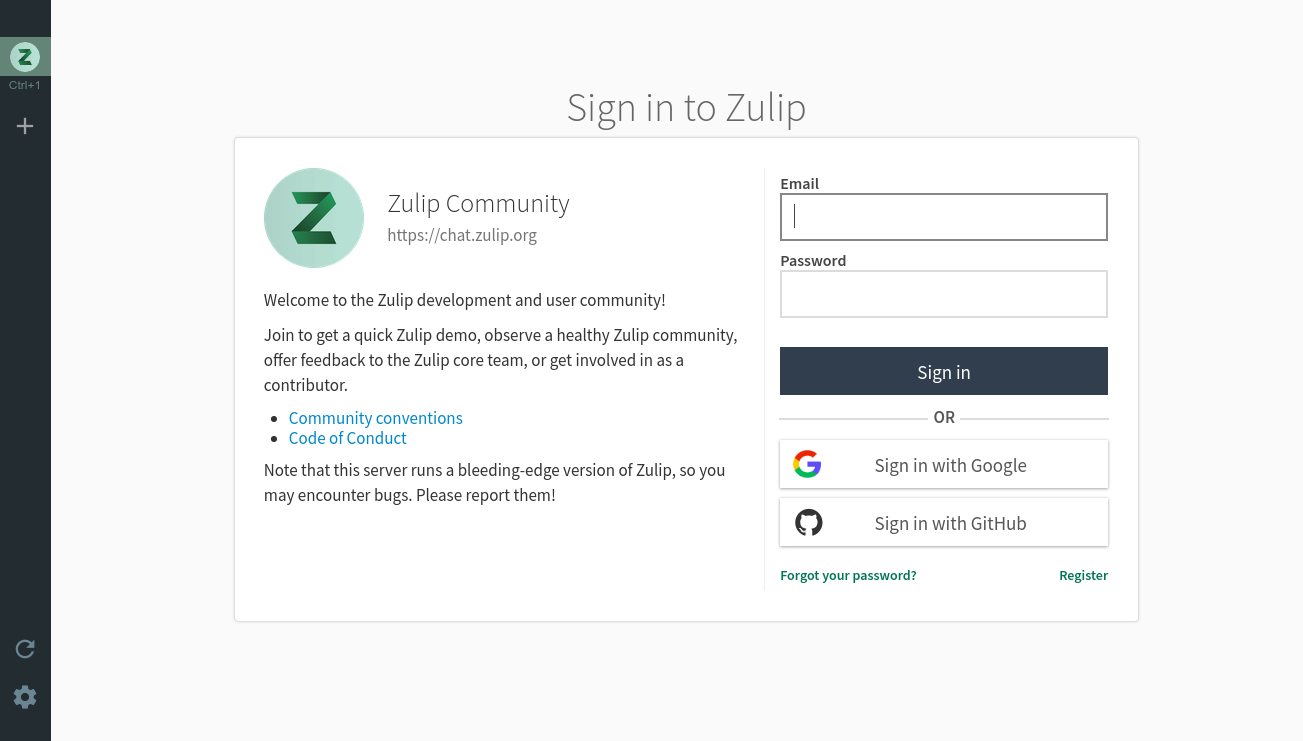 Ctrl+1
Sign in to Zulip
Zulip Community
https://chat.zulip.org
Welcome to the Zulip development and user community!
Join to get a quick Zulip demo, observe a healthy Zulip community,
offer feedback to the Zulip core team, or get involved in as a
contributor.
Community conventions
Code of Conduct
Note that this server runs a bleeding-edge version of Zulip, so you
may encounter bugs. Please report them!
Email
Password
Sign in
OR
Sign in with Google
Sign in with GitHub
Forgot your password?
Register